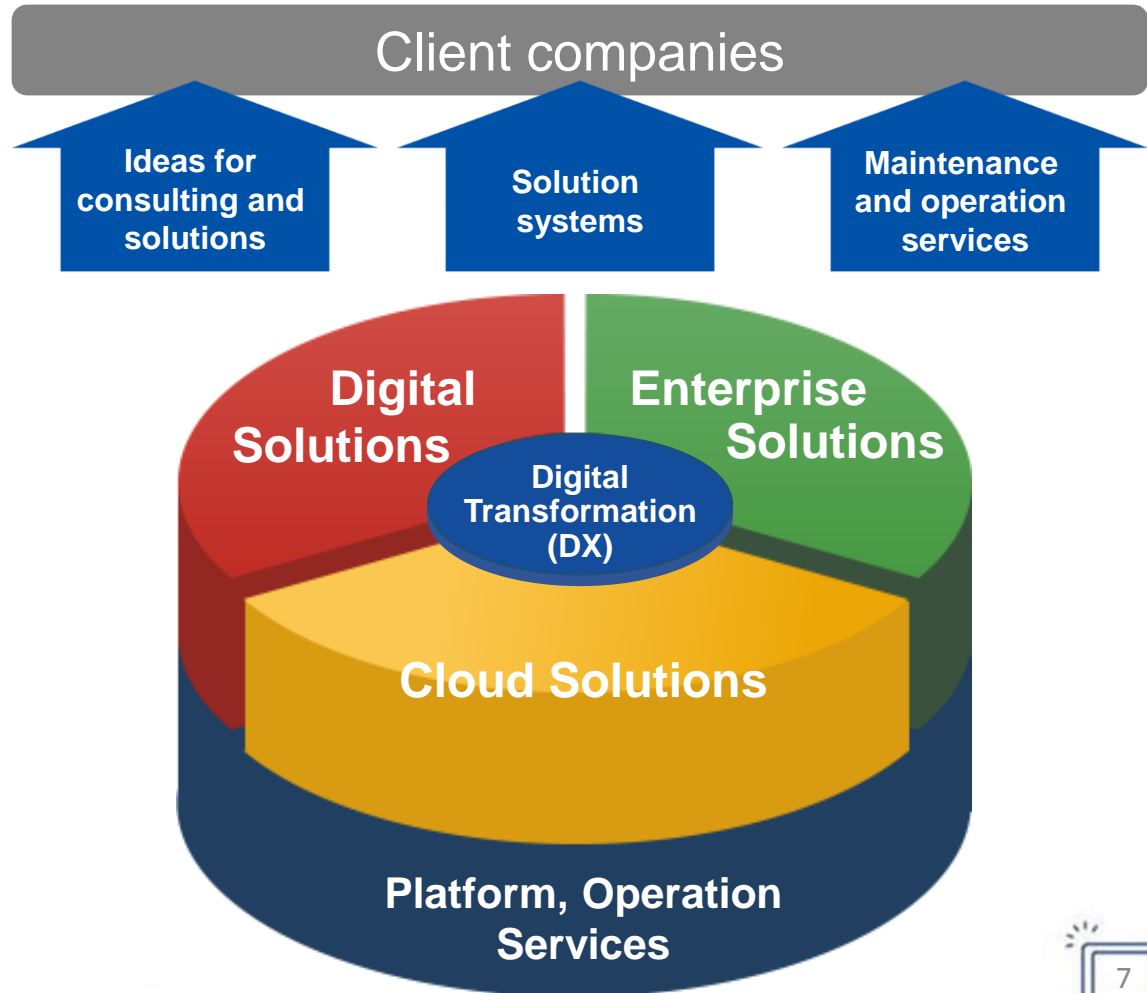 Client companies
Ideas for
consulting and
solutions
Solution
systems
Maintenance
and operation
services
Digital
Solutions
Enterprise
Solutions
Digital
Transformation
(DX)
Cloud Solutions
Platform, Operation
Services
7